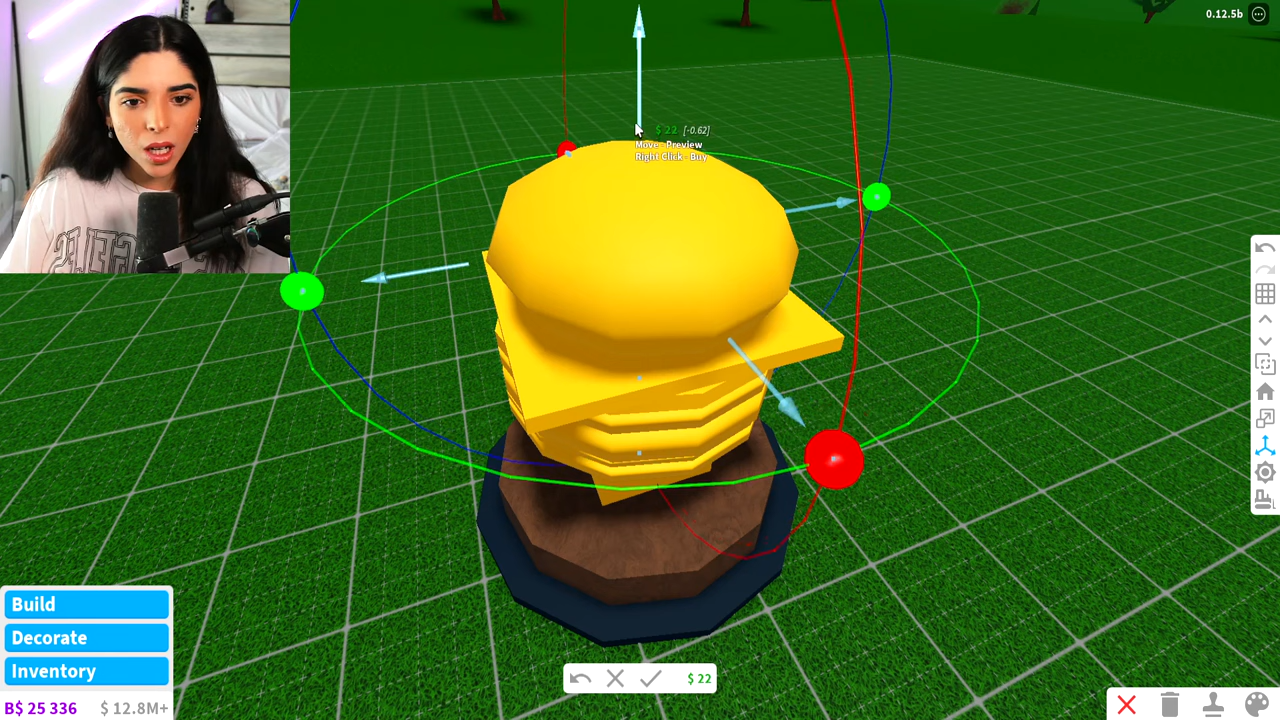 0.12.5b
$ 22 [-0.62]
Move - Preview
Right Click - Buy
Build
Decorate
Inventory
B$ 25 336 $ 12.8M+
$ 22